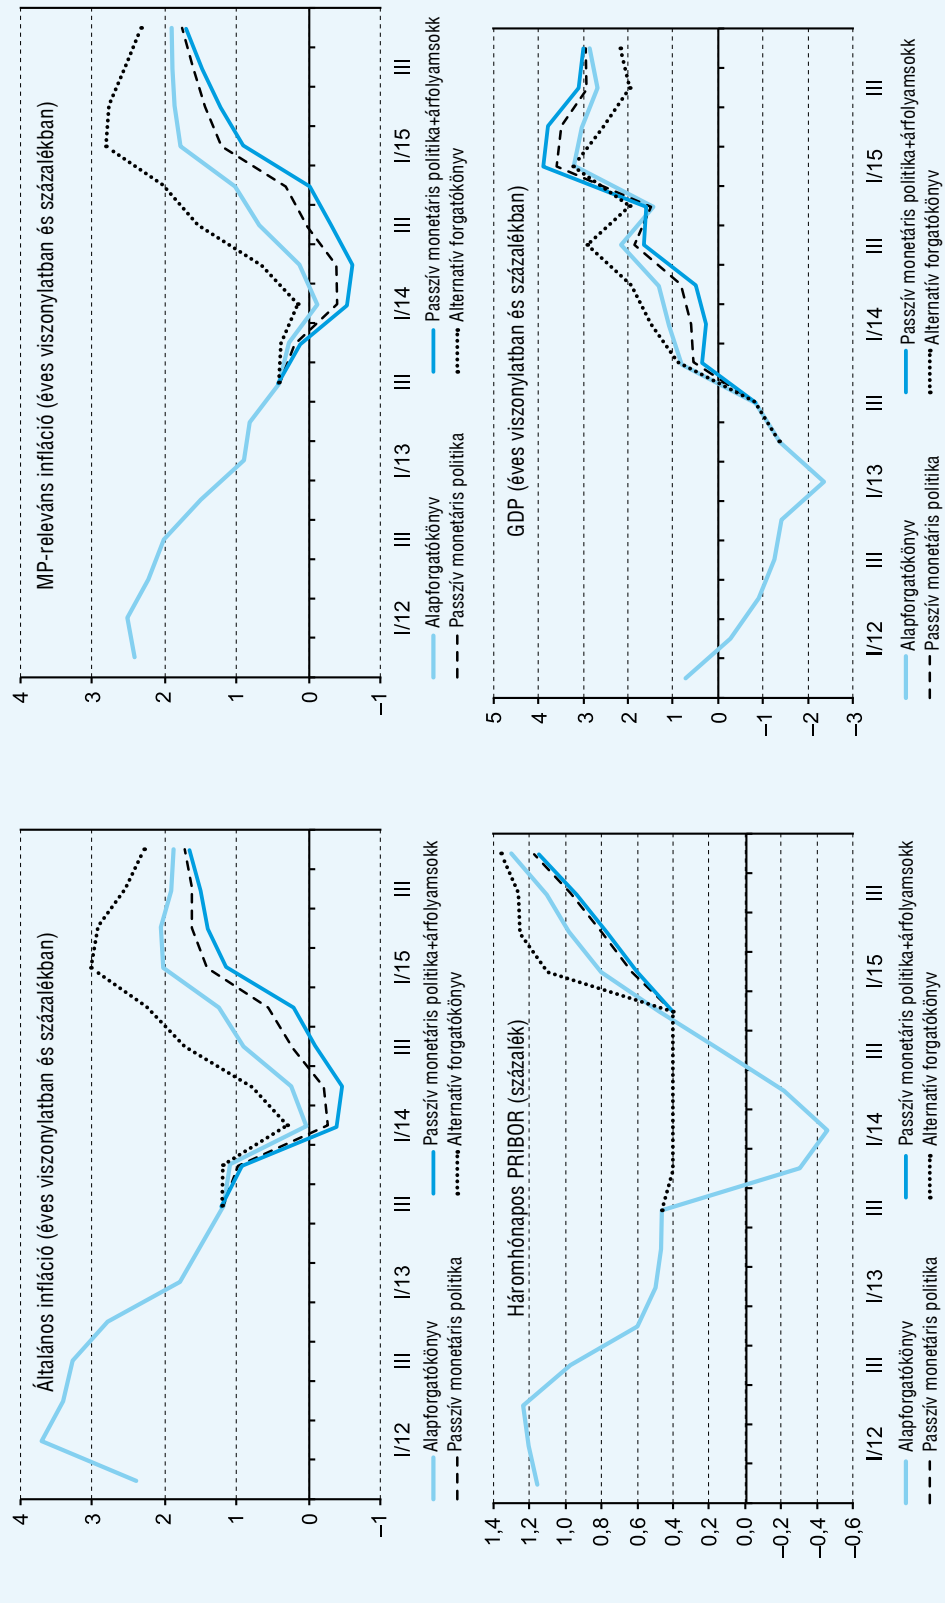 Általános infláció (éves viszonylatban és százalékban)
4
3
2
1
0
–1
I/12
III
I/13
III
I/14
III
I/15
III
Alapforgatókönyv
Passzív monetáris politika+árfolyamsokk
Passzív monetáris politika
Alternatív forgatókönyv
MP-releváns infláció (éves viszonylatban és százalékban)
4
3
2
1
0
–1
I/12
III
I/13
III
I/14
III
I/15
III
Alapforgatókönyv
Passzív monetáris politika+árfolyamsokk
Passzív monetáris politika
Alternatív forgatókönyv
Háromhónapos PRIBOR (százalék)
1,4
1,2
1,0
0,8
0,6
0,4
0,2
0,0
–0,2
–0,4
–0,6
I/12
III
I/13
III
I/14
III
I/15
III
Alapforgatókönyv
Passzív monetáris politika+árfolyamsokk
Passzív monetáris politika
Alternatív forgatókönyv
GDP (éves viszonylatban és százalékban)
5
4
3
2
1
0
–1
–2
–3
I/12
III
I/13
III
I/14
III
I/15
III
Alapforgatókönyv
Passzív monetáris politika+árfolyamsokk
Passzív monetáris politika
Alternatív forgatókönyv